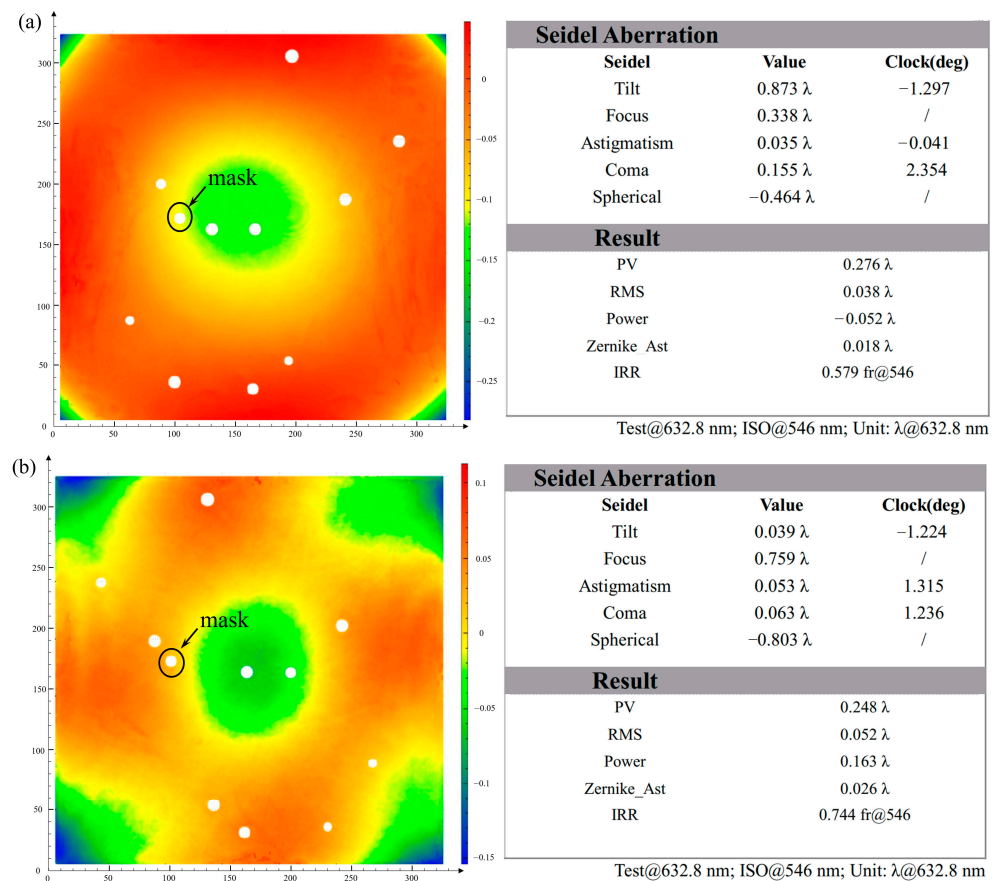 (a)
0
−0.05
−0.1
−0.15
−0.2
−0.25
300
250
200
150
100
50
0
50 100 150 200 250 300
mask
Seidel Aberration
Seidel Value Clock(deg)
Tilt 0.873 λ −1.297
Focus 0.338 λ /
Astigmatism 0.035 λ −0.041
Coma 0.155 λ 2.354
Spherical −0.464 λ /
Result
PV 0.276 λ
RMS 0.038 λ
Power −0.052 λ
Zernike_Ast 0.018 λ
IRR 0.579 fr@546
Test@632.8 nm; ISO@546 nm; Unit: λ@632.8 nm
(b)
0.1
0.05
0
−0.05
−0.1
−0.15
300
250
200
150
100
50
0
0 50 100 150 200 250 300
mask
Seidel Aberration
Seidel Value Clock(deg)
Tilt 0.039 λ −1.224
Focus 0.759 λ /
Astigmatism 0.053 λ 1.315
Coma 0.063 λ 1.236
Spherical −0.803 λ /
Result
PV 0.248 λ
RMS 0.052 λ
Power 0.163 λ
Zernike_Ast 0.026 λ
IRR 0.744 fr@546
Test@632.8 nm; ISO@546 nm; Unit: λ@632.8 nm